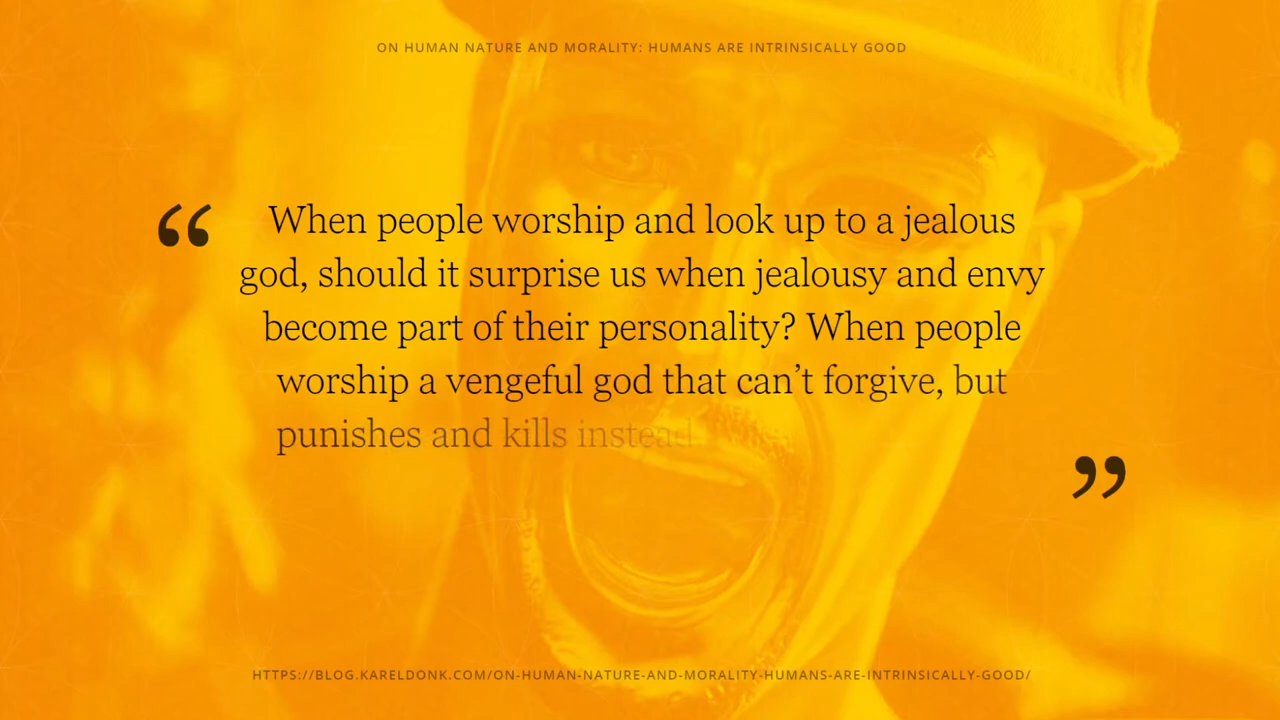 ON HUMAN NATURE AND MORALITY: HUMANS ARE INTRINSICALLY GOOD
“When people worship and look up to a jealous
god, should it surprise us when jealousy and envy
become part of their personality? When people
worship a vengeful god that can’t forgive, but
punishes and kills instead
”
HTTPS://BLOG.KARELDONK.COM/ON-HUMAN-NATURE-AND-MORALITY-HUMANS-ARE-INTRINSICALLY-GOOD/